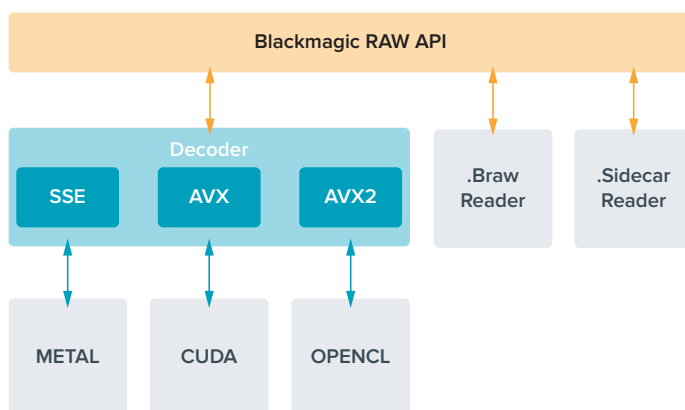 Blackmagic RAW API
Decoder
SSE
AVX
AVX2
.Braw
Reader
.Sidecar
Reader
METAL
CUDA
OPENCL